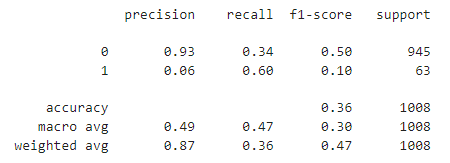 precision recall f1-score support
0 0.93 0.34 0.50 945
1 0.06 0.60 0.10 63
accuracy 0.36 1008
macro avg 0.49 0.47 0.30 1008
weighted avg 0.87 0.36 0.47 1008